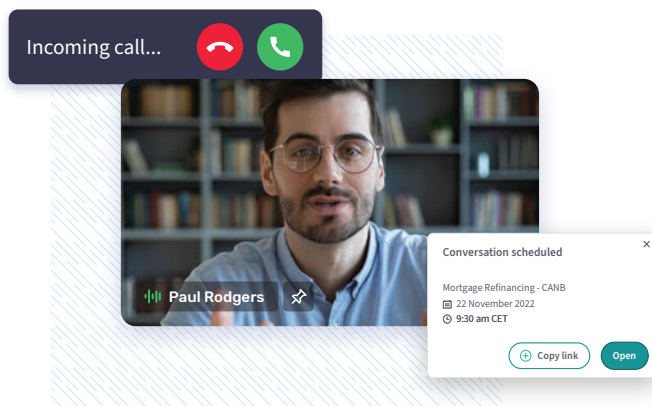 Incoming call...
Paul Rodgers
Conversation scheduled
Mortgage Refinancing - CANB
22 November 2022
9:30 am CET
Copy link
Open